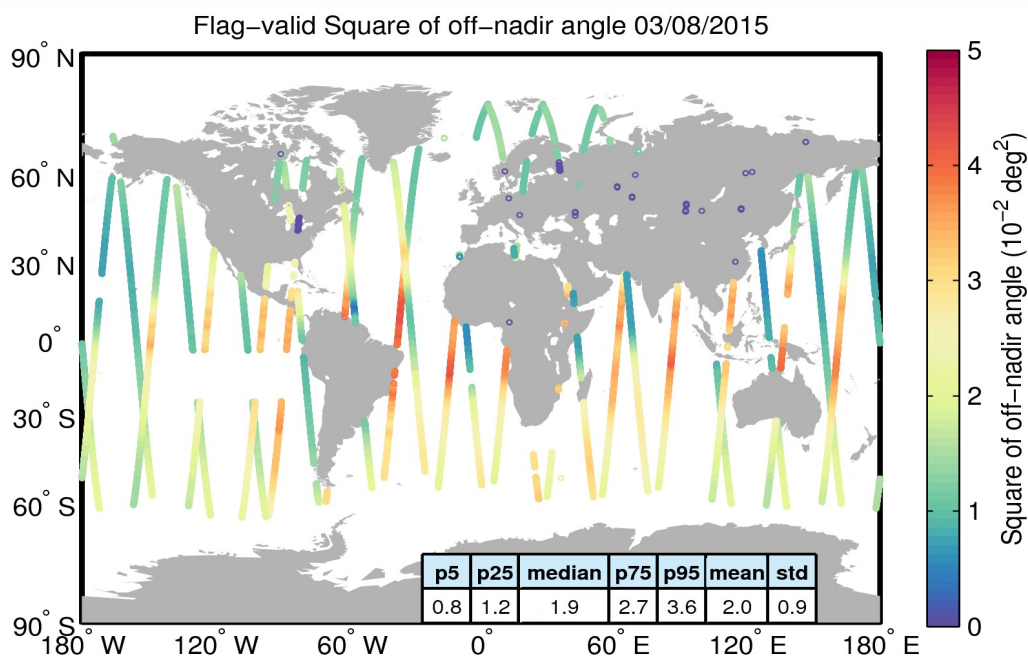 Flag−valid Square of off−nadir angle 03/08/2015
90° N
60° N
30° N
0°
30° S
60° S
90° S
180° W
120° W
60° W
0°
60° E
120° E
180° E
p5 p25 median p75 p95 mean std
0.8 1.2 1.9 2.7 3.6 2.0 0.9
5
4
3
2
1
0
Square of off−nadir angle (10⁻² deg²)